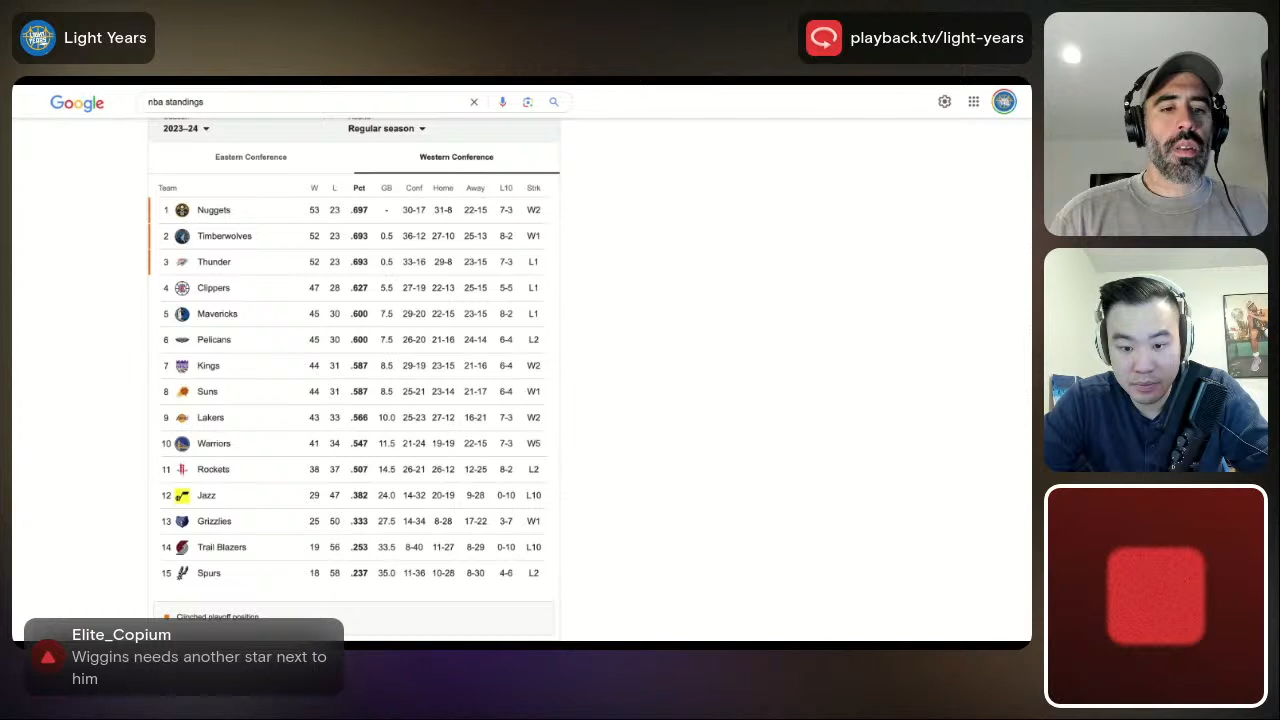 Light Years
playback.tv/light-years
Google
nba standings
2023–24
Regular season
Eastern Conference
Western Conference
Team W L Pct GB Conf Home Away L10 Strk
1 Nuggets 53 23 .697 - 30-17 31-8 22-15 7-3 W2
2 Timberwolves 52 23 .693 0.5 36-12 27-10 25-13 8-2 W1
3 Thunder 52 23 .693 0.5 33-16 29-8 23-15 7-3 L1
4 Clippers 47 28 .627 5.5 27-19 22-13 25-15 5-5 L1
5 Mavericks 45 30 .600 7.5 29-20 22-15 23-15 8-2 L1
6 Pelicans 45 30 .600 7.5 26-20 21-16 24-14 6-4 L2
7 Kings 44 31 .587 8.5 29-19 23-15 21-16 6-4 W2
8 Suns 44 31 .587 8.5 25-21 23-14 21-17 6-4 W1
9 Lakers 43 33 .566 10.0 25-23 27-12 16-21 7-3 W2
10 Warriors 41 34 .547 11.5 21-24 19-19 22-15 7-3 W5
11 Rockets 38 37 .507 14.5 26-21 26-12 12-25 8-2 L2
12 Jazz 29 47 .382 24.0 14-32 20-19 9-28 0-10 L10
13 Grizzlies 25 50 .333 27.5 14-34 8-28 17-22 3-7 W1
14 Trail Blazers 19 56 .253 33.5 8-40 11-27 8-29 0-10 L10
15 Spurs 18 58 .237 35.0 11-36 10-28 8-30 4-6 L2
Clinched playoff position
Elite_Copium
Wiggins needs another star next to
him